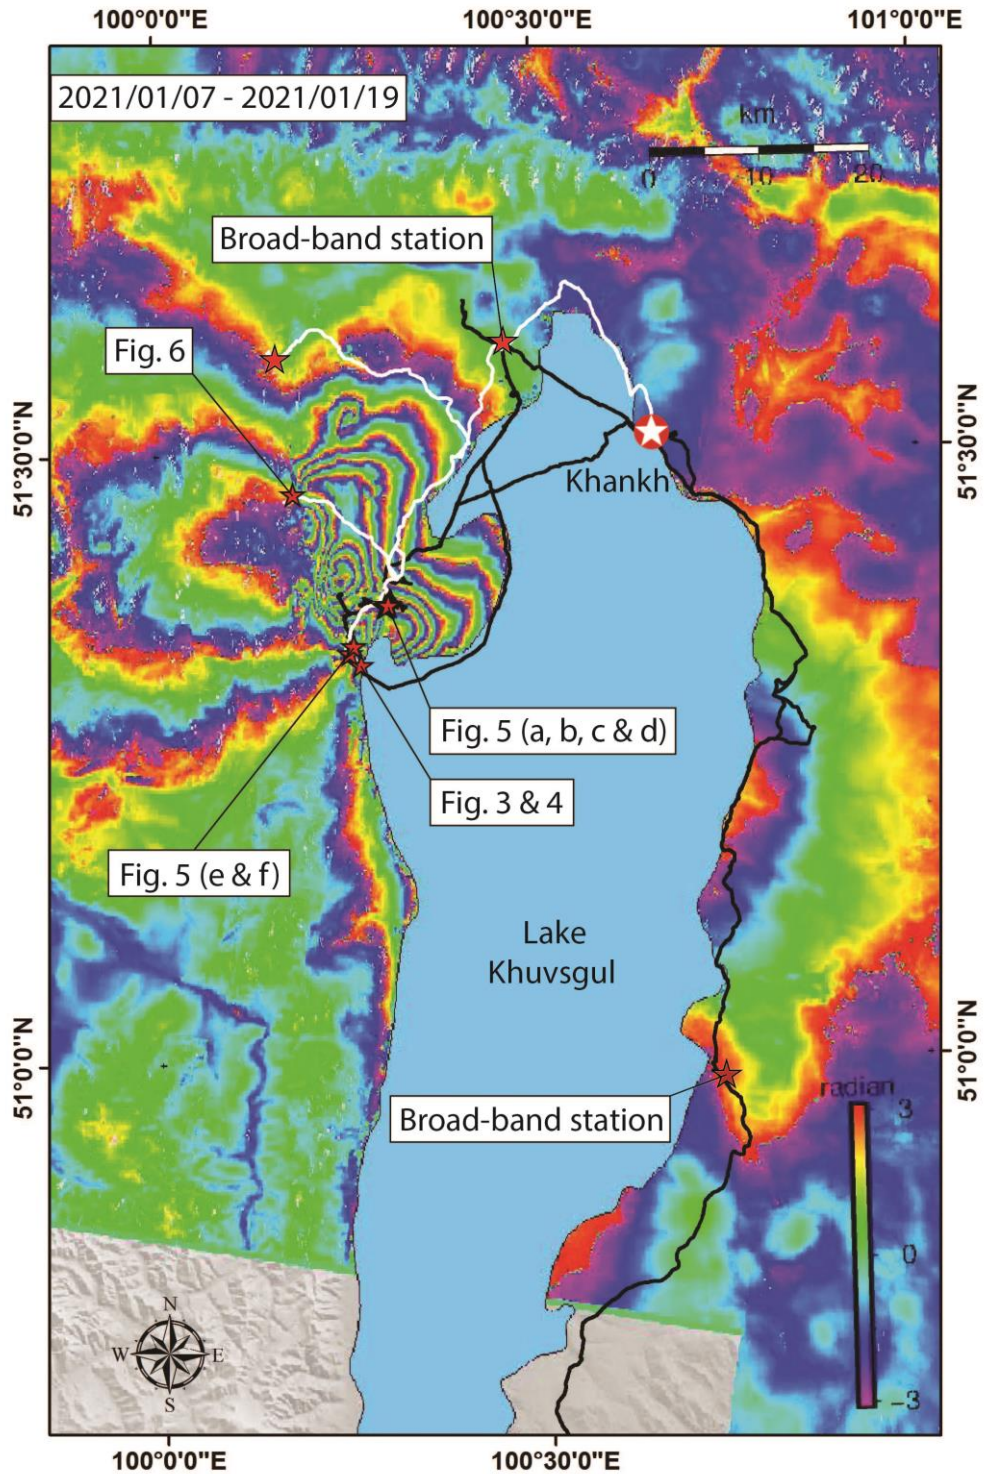 100°0'0"E
100°30'0"E
101°0'0"E
2021/01/07 - 2021/01/19
km
0
10
20
Broad-band station
Fig. 6
51°30'0"N
51°30'0"N
Khankh
Fig. 5 (a, b, c & d)
Fig. 3 & 4
Fig. 5 (e & f)
Lake
Khuvsgul
51°0'0"N
51°0'0"N
Broad-band station
radian
3
0
-3
N
W
E
S
100°0'0"E
100°30'0"E